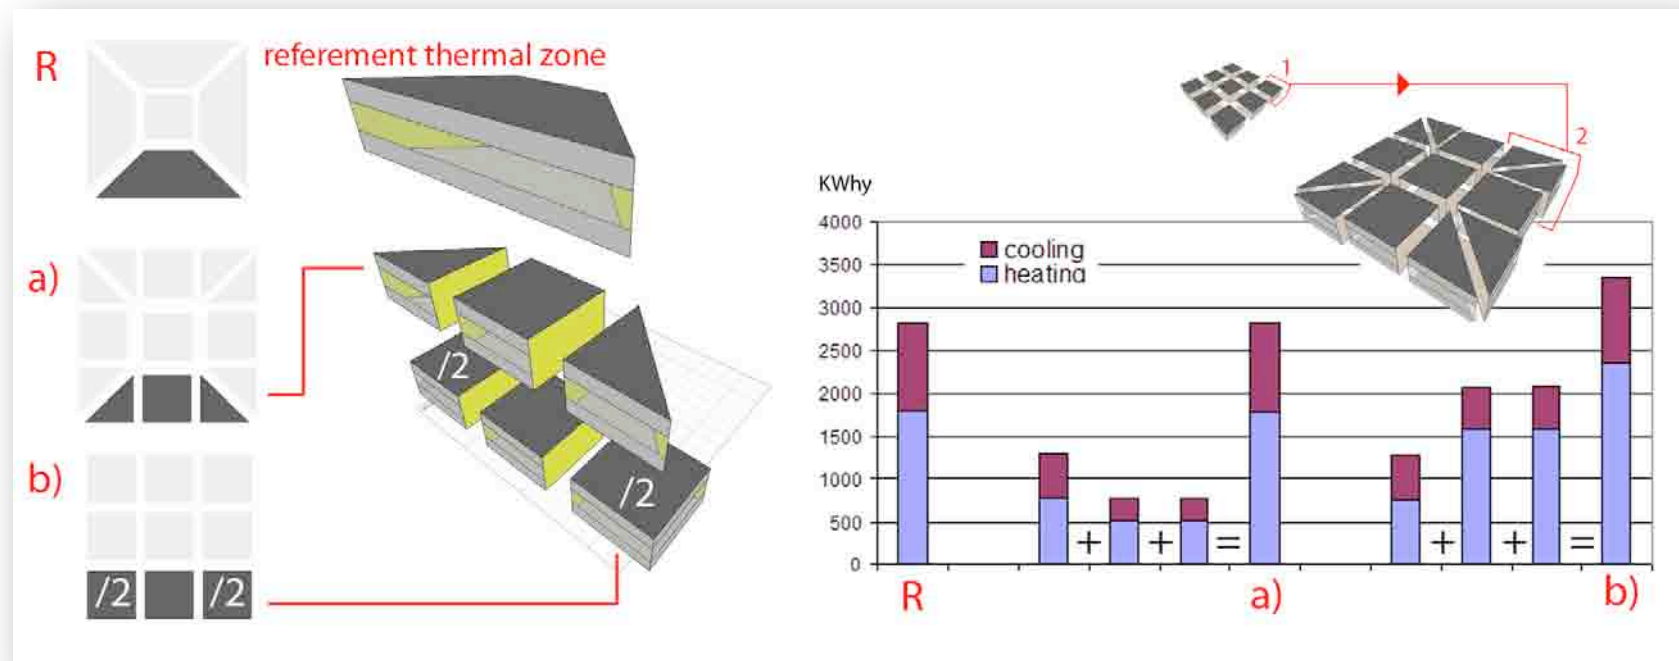 R
referement thermal zone
a)
/2
/2
b)
/2
/2
1
2
KWhy
4000
3500
3000
2500
2000
1500
1000
500
0
cooling
heating
+ + =
+ + =
R
a)
b)